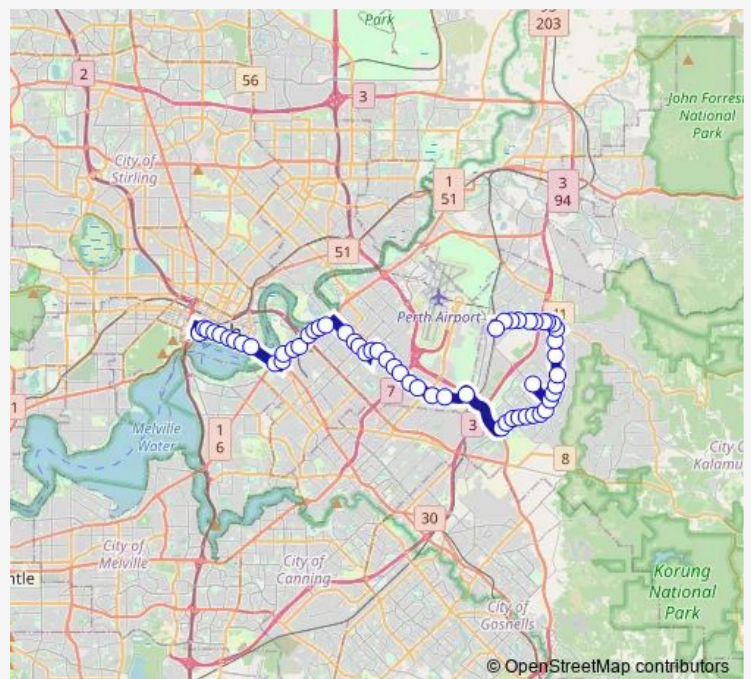 Park
203
2
56
3
John Forrest
National
Park
City of
Stirling
1
51
3
94
51
11
Perth Airport
7
1
Melville
Water
1
6
3
8
City o
Kalamu
30
City of
Melville
City of
Canning
Korung
National
Park
ntle
City of
Gosnells
© OpenStreetMap contributors